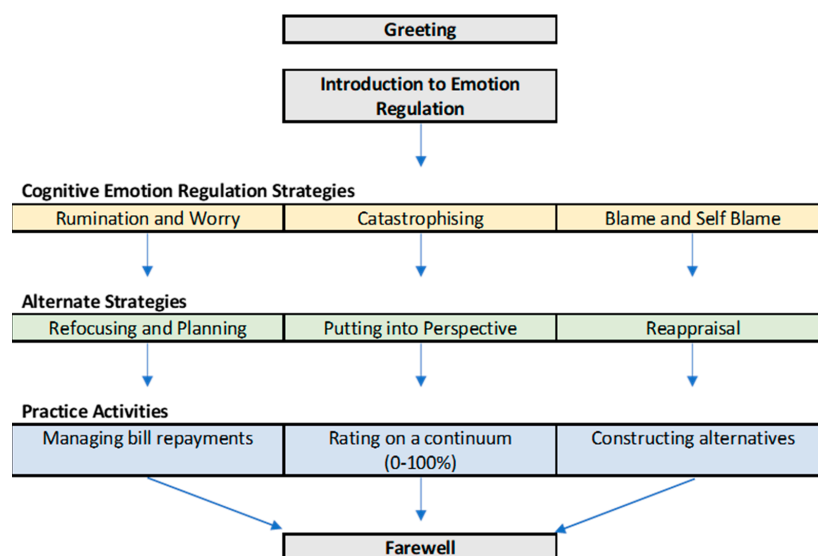 Greeting
Introduction to Emotion
Regulation
Cognitive Emotion Regulation Strategies
Rumination and Worry
Catastrophising
Blame and Self Blame
Alternate Strategies
Refocusing and Planning
Putting into Perspective
Reappraisal
Practice Activities
Managing bill repayments
Rating on a continuum
(0-100%)
Constructing alternatives
Farewell